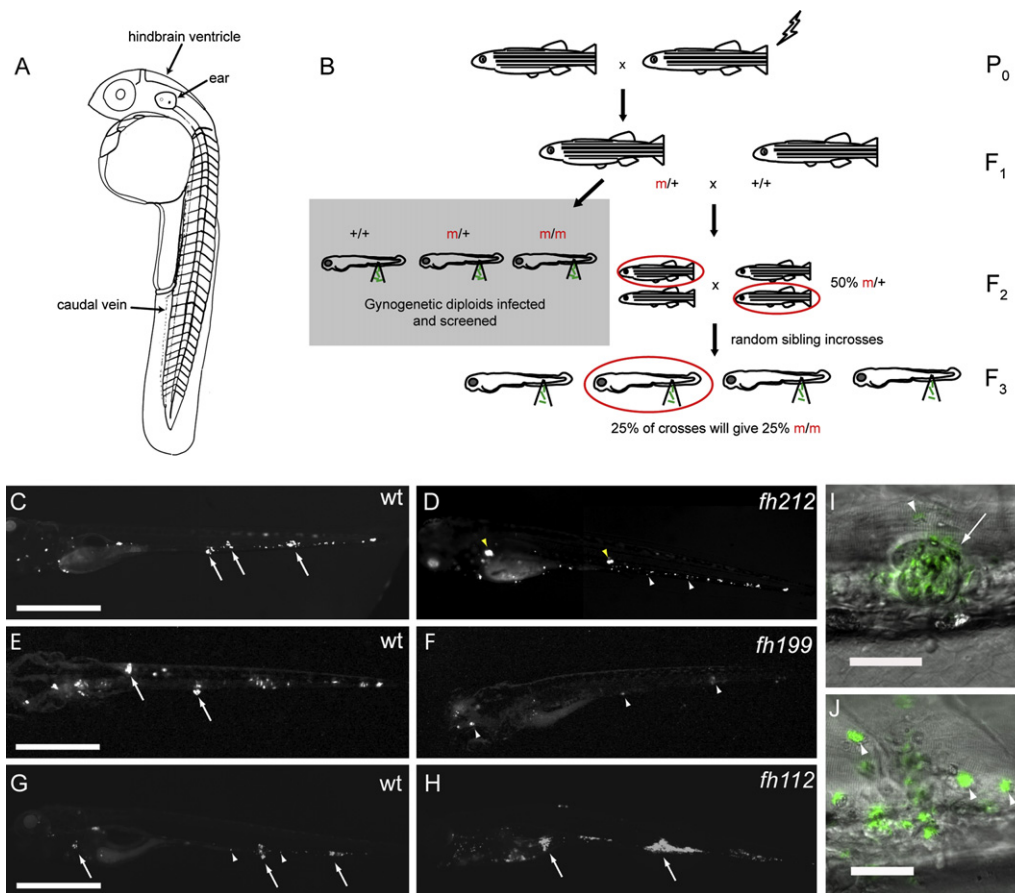 A
hindbrain ventricle
ear
caudal vein
B
x
P0
F1
m/+ x +/+
+/+ m/+ m/m
Gynogenetic diploids infected
and screened
x
50% m/+
F2
random sibling incrosses
F3
25% of crosses will give 25% m/m
C wt
D fh212
E wt
F fh199
G wt
H fh112
I
J